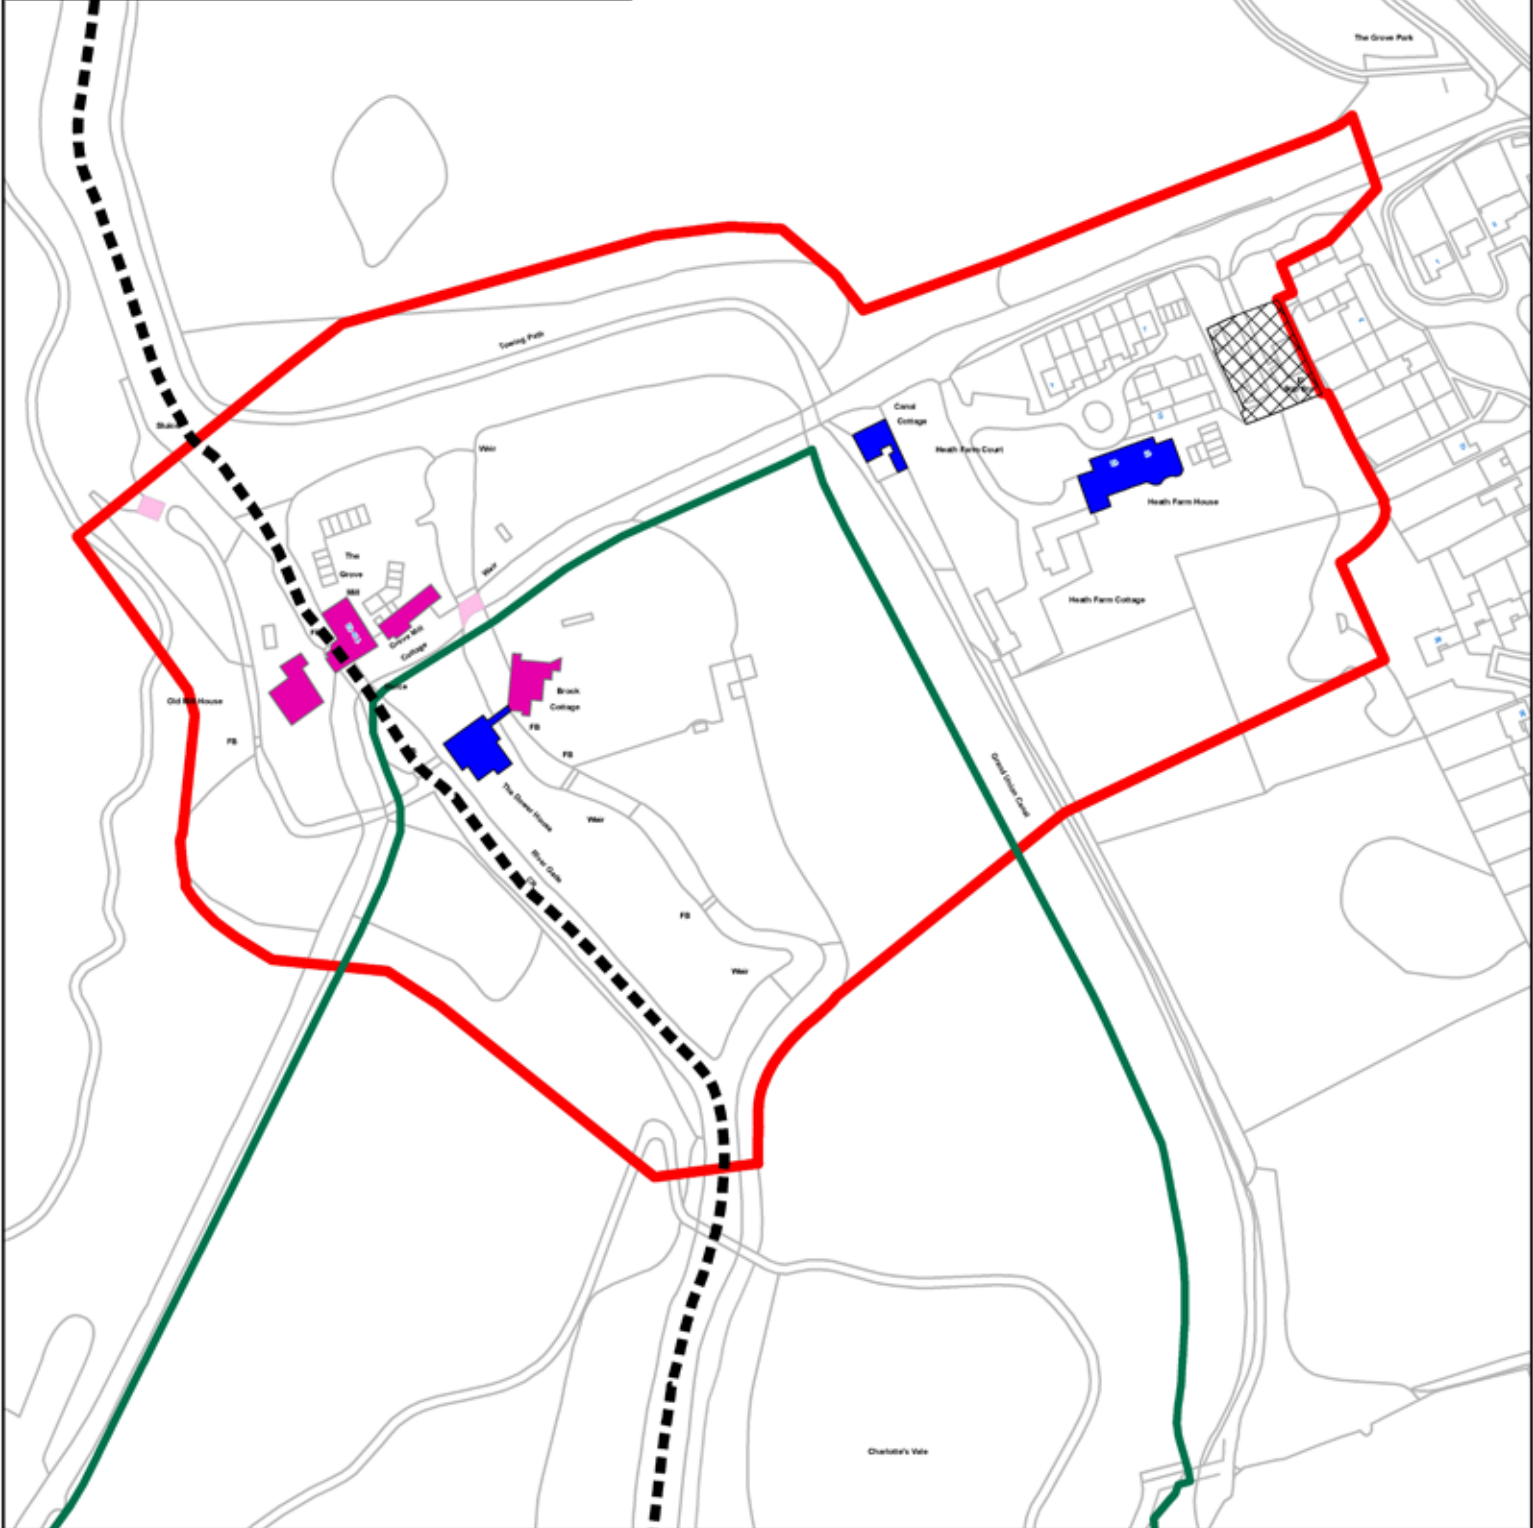 The Grove Park
Towing Path
Canal
Cottage
Heath Farm Court
Weir
Heath Farm House
The
Grove
Mill
Weir
Heath Farm Cottage
Grove Mill
Cottage
Old Mill House
Brook
Cottage
FB
FB
FB
The Dower House
Grand Union Canal
Weir
River Gade
FB
Weir
Charlotte's Vale